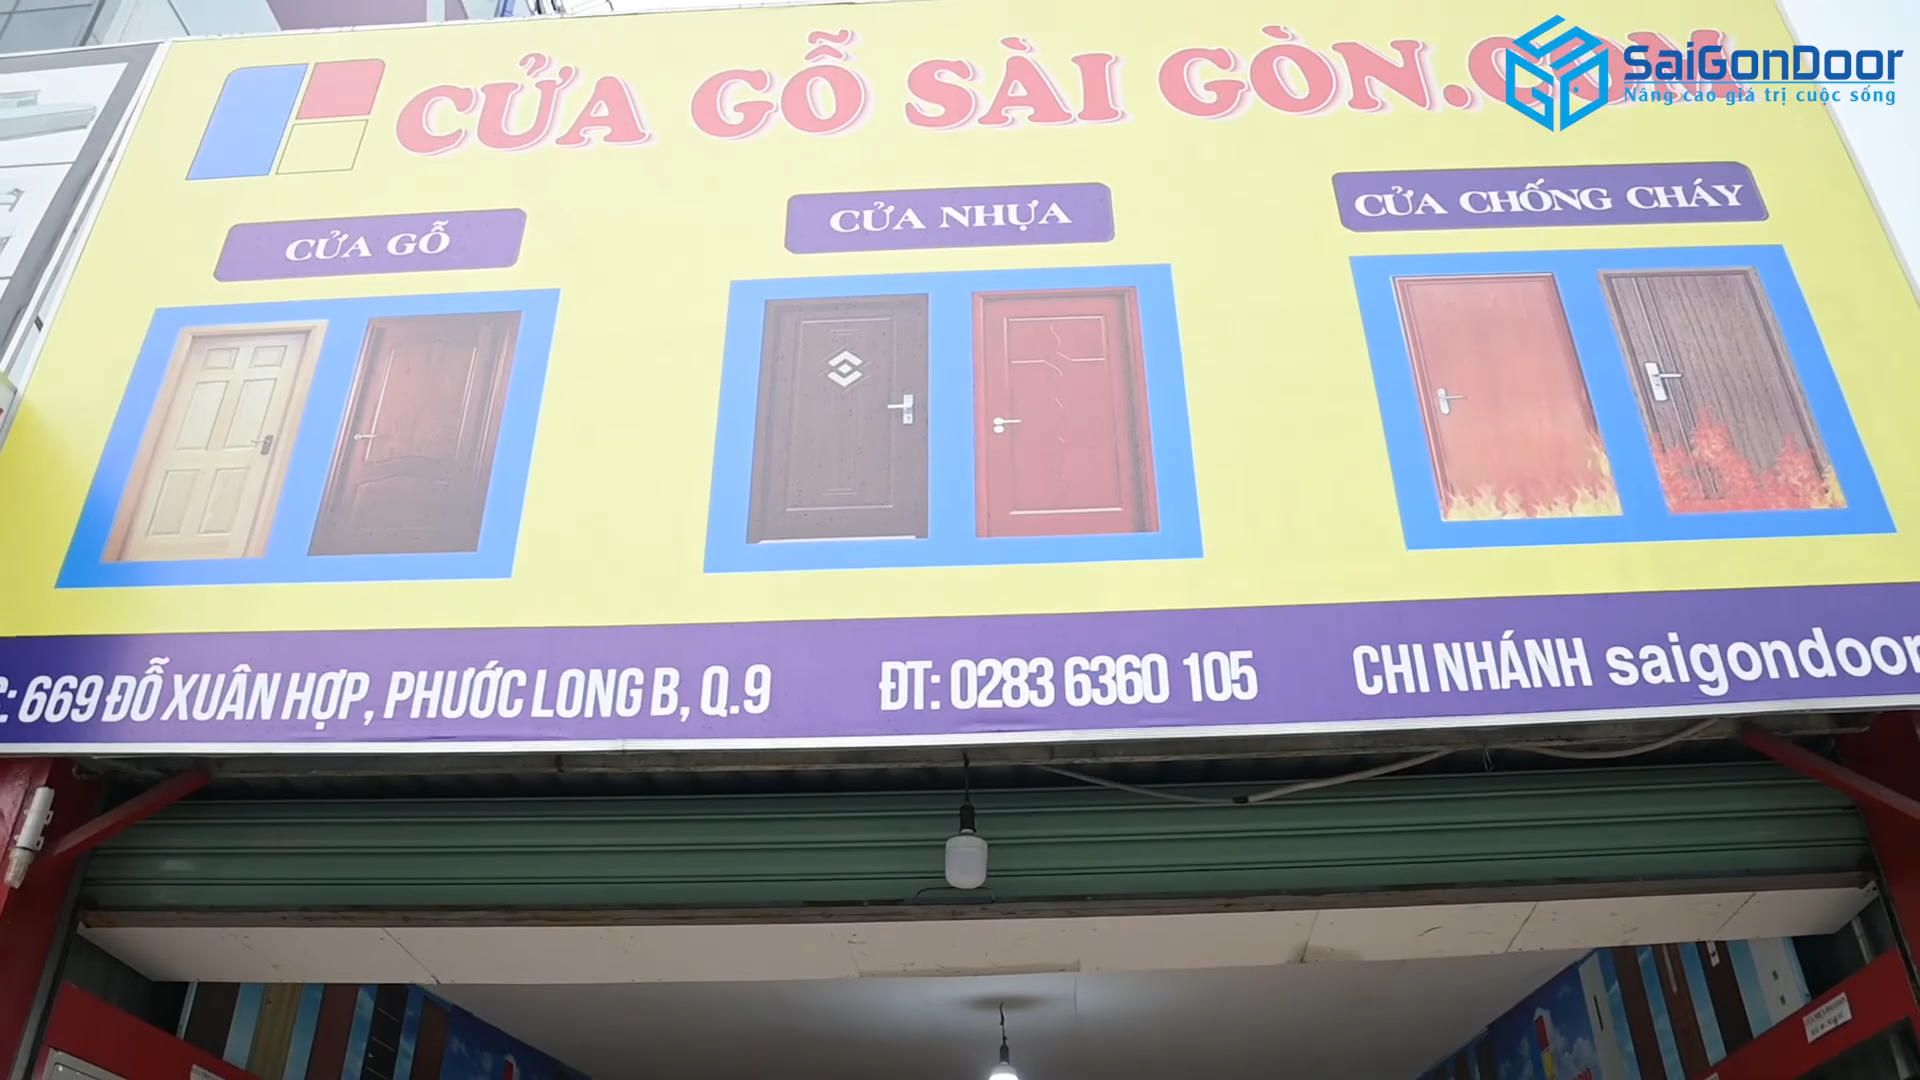 CỬA GỖ SÀI GÒN.COM
SaiGonDoor
Nâng cao giá trị cuộc sống
CỬA GỖ
CỬA NHỰA
CỬA CHỐNG CHÁY
C: 669 ĐỖ XUÂN HỢP, PHƯỚC LONG B, Q.9
ĐT: 0283 6360 105
CHI NHÁNH saigondoor